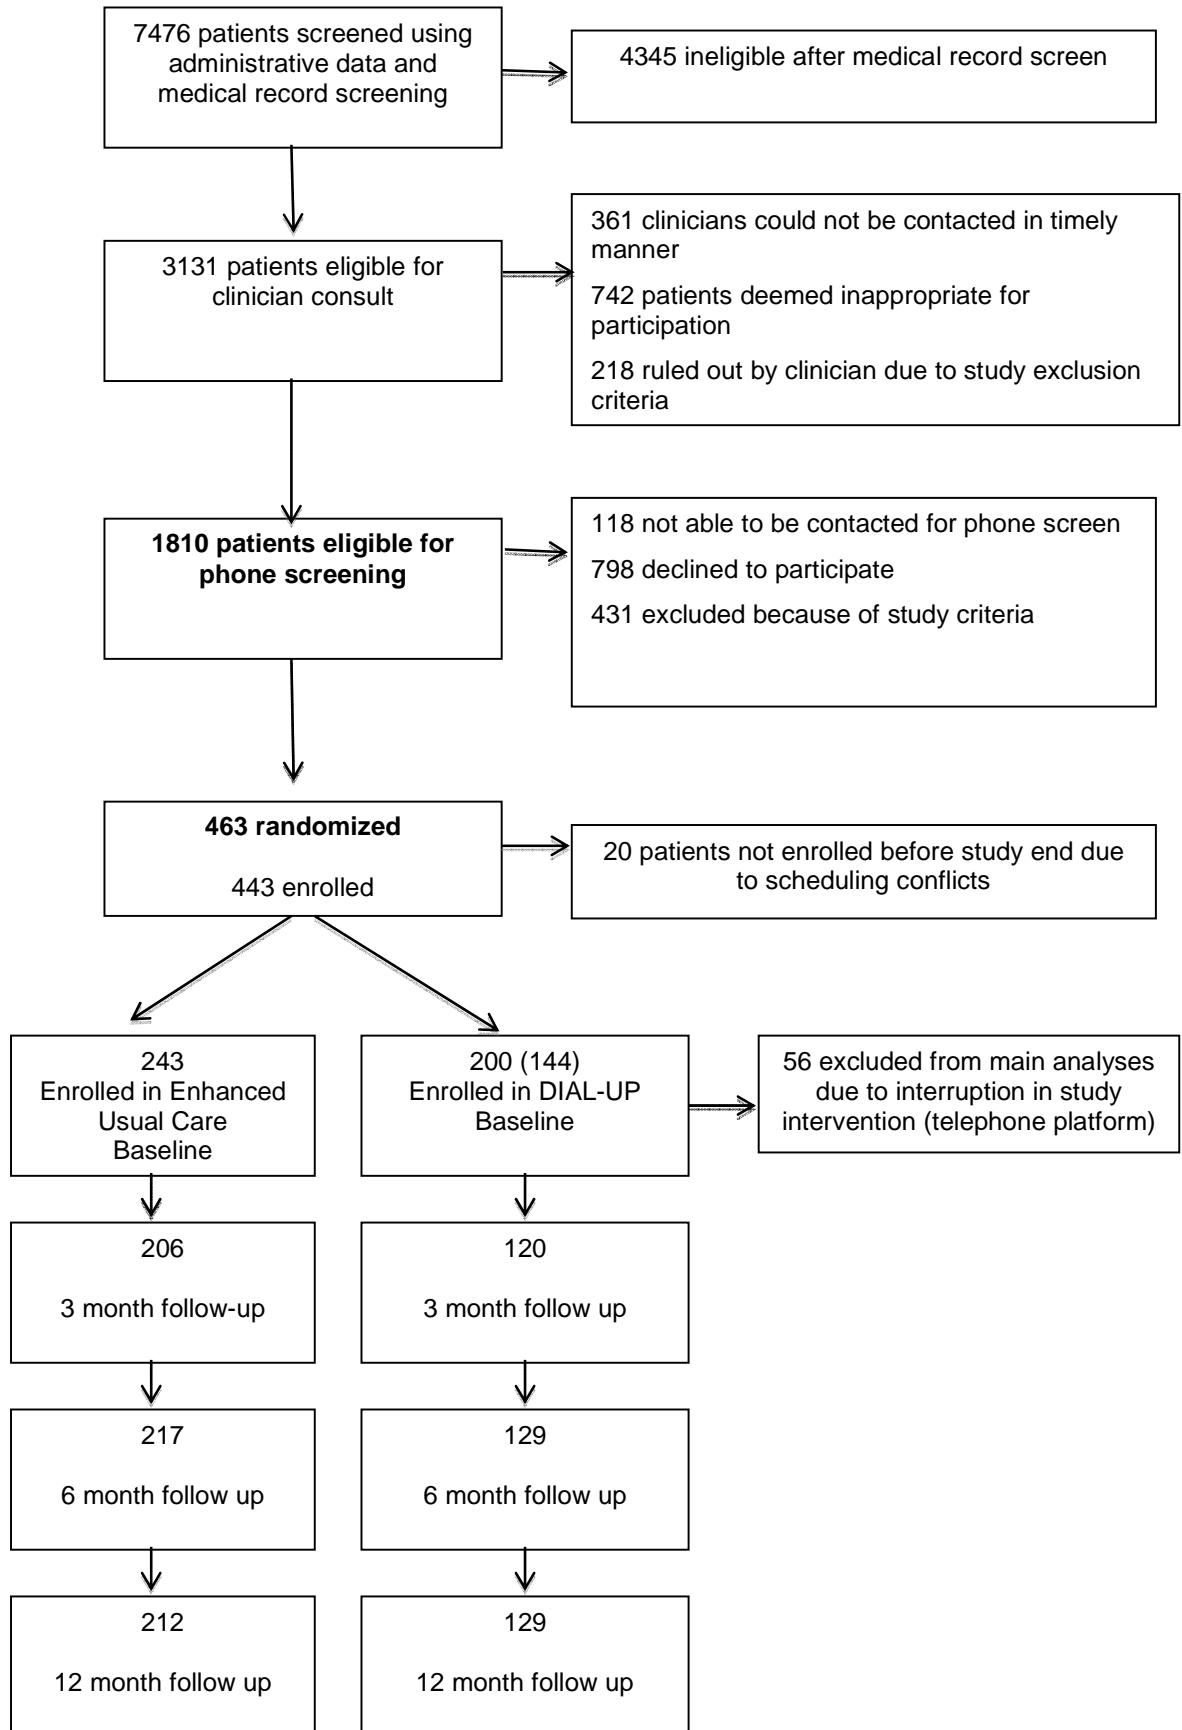 7476 patients screened using
administrative data and
medical record screening
4345 ineligible after medical record screen
3131 patients eligible for
clinician consult
361 clinicians could not be contacted in timely
manner
742 patients deemed inappropriate for
participation
218 ruled out by clinician due to study exclusion
criteria
1810 patients eligible for
phone screening
118 not able to be contacted for phone screen
798 declined to participate
431 excluded because of study criteria
463 randomized
443 enrolled
20 patients not enrolled before study end due
to scheduling conflicts
243
Enrolled in Enhanced
Usual Care
Baseline
200 (144)
Enrolled in DIAL-UP
Baseline
56 excluded from main analyses
due to interruption in study
intervention (telephone platform)
206
3 month follow-up
120
3 month follow up
217
6 month follow up
129
6 month follow up
212
12 month follow up
129
12 month follow up